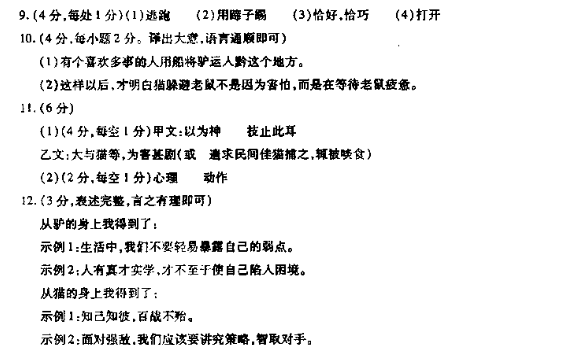 9.(4分,每处1分)(1)逃跑 (2)用蹄子踢 (3)恰好,恰巧 (4)打开
10.(4分,每小题2分。译出大意,语言通顺即可)
(1)有个喜欢多事的人用船将驴运入黔这个地方。
(2)这样以后,才明白猫躲避老鼠不是因为害怕,而是在等待老鼠疲惫。
11.(6分)
(1)(4分,每空1分)甲文:以为神 技止此耳
乙文:大与猫等,为害甚剧(或 遍求民间佳猫捕之,辄被啖食)
(2)(2分,每空1分)心理 动作
12.(3分,表述完整,言之有理即可)
从驴的身上我得到了:
示例1:生活中,我们不要轻易暴露自己的弱点。
示例2:人有真才实学,才不至于使自己陷入困境。
从猫的身上我得到了:
示例1:知己知彼,百战不殆。
示例2:面对强敌,我们应该要讲究策略,智取对手。